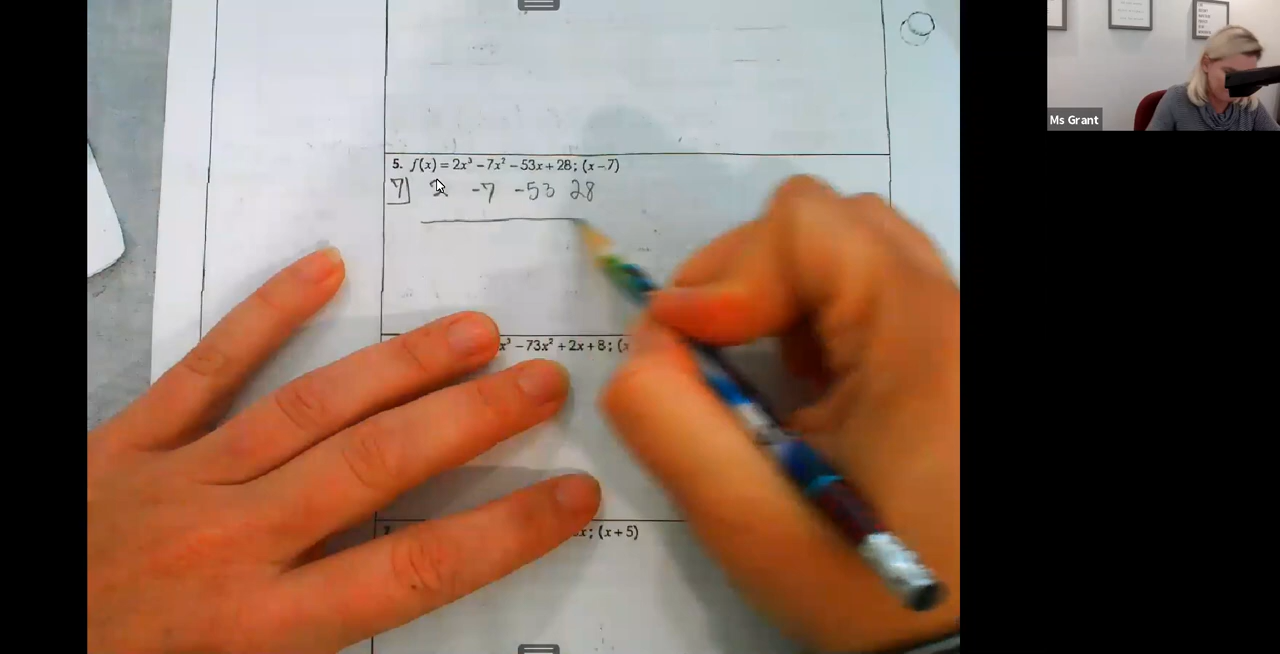 5. f(x) = 2x³ − 7x² − 53x + 28; (x − 7)
7 2 -7 -53 28
x³ − 73x² + 2x + 8; (x
x; (x + 5)
Ms Grant